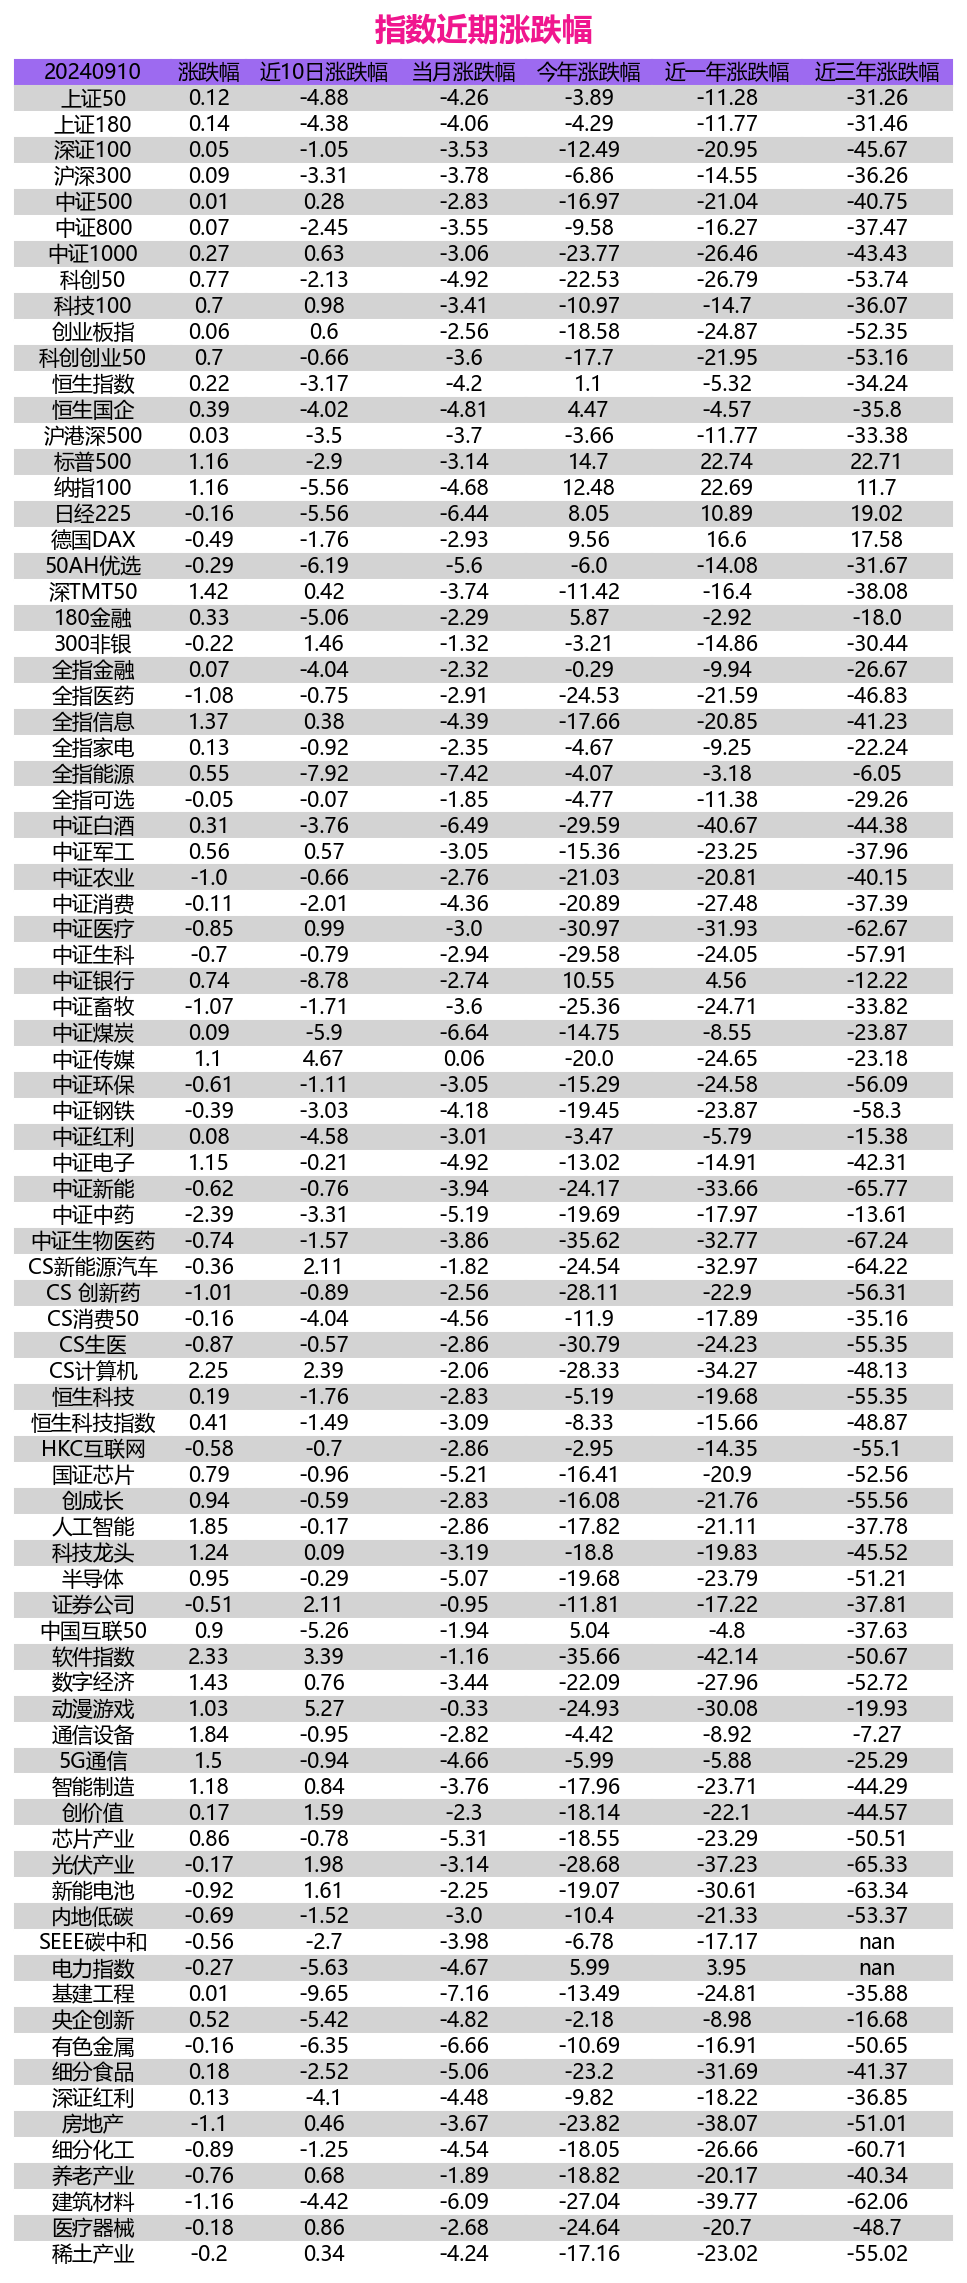 指数近期涨跌幅
20240910 涨跌幅 近10日涨跌幅 当月涨跌幅 今年涨跌幅 近一年涨跌幅 近三年涨跌幅
上证50 0.12 -4.88 -4.26 -3.89 -11.28 -31.26
上证180 0.14 -4.38 -4.06 -4.29 -11.77 -31.46
深证100 0.05 -1.05 -3.53 -12.49 -20.95 -45.67
沪深300 0.09 -3.31 -3.78 -6.86 -14.55 -36.26
中证500 0.01 0.28 -2.83 -16.97 -21.04 -40.75
中证800 0.07 -2.45 -3.55 -9.58 -16.27 -37.47
中证1000 0.27 0.63 -3.06 -23.77 -26.46 -43.43
科创50 0.77 -2.13 -4.92 -22.53 -26.79 -53.74
科技100 0.7 0.98 -3.41 -10.97 -14.7 -36.07
创业板指 0.06 0.6 -2.56 -18.58 -24.87 -52.35
科创创业50 0.7 -0.66 -3.6 -17.7 -21.95 -53.16
恒生指数 0.22 -3.17 -4.2 1.1 -5.32 -34.24
恒生国企 0.39 -4.02 -4.81 4.47 -4.57 -35.8
沪港深500 0.03 -3.5 -3.7 -3.66 -11.77 -33.38
标普500 1.16 -2.9 -3.14 14.7 22.74 22.71
纳指100 1.16 -5.56 -4.68 12.48 22.69 11.7
日经225 -0.16 -5.56 -6.44 8.05 10.89 19.02
德国DAX -0.49 -1.76 -2.93 9.56 16.6 17.58
50AH优选 -0.29 -6.19 -5.6 -6.0 -14.08 -31.67
深TMT50 1.42 0.42 -3.74 -11.42 -16.4 -38.08
180金融 0.33 -5.06 -2.29 5.87 -2.92 -18.0
300非银 -0.22 1.46 -1.32 -3.21 -14.86 -30.44
全指金融 0.07 -4.04 -2.32 -0.29 -9.94 -26.67
全指医药 -1.08 -0.75 -2.91 -24.53 -21.59 -46.83
全指信息 1.37 0.38 -4.39 -17.66 -20.85 -41.23
全指家电 0.13 -0.92 -2.35 -4.67 -9.25 -22.24
全指能源 0.55 -7.92 -7.42 -4.07 -3.18 -6.05
全指可选 -0.05 -0.07 -1.85 -4.77 -11.38 -29.26
中证白酒 0.31 -3.76 -6.49 -29.59 -40.67 -44.38
中证军工 0.56 0.57 -3.05 -15.36 -23.25 -37.96
中证农业 -1.0 -0.66 -2.76 -21.03 -20.81 -40.15
中证消费 -0.11 -2.01 -4.36 -20.89 -27.48 -37.39
中证医疗 -0.85 0.99 -3.0 -30.97 -31.93 -62.67
中证生科 -0.7 -0.79 -2.94 -29.58 -24.05 -57.91
中证银行 0.74 -8.78 -2.74 10.55 4.56 -12.22
中证畜牧 -1.07 -1.71 -3.6 -25.36 -24.71 -33.82
中证煤炭 0.09 -5.9 -6.64 -14.75 -8.55 -23.87
中证传媒 1.1 4.67 0.06 -20.0 -24.65 -23.18
中证环保 -0.61 -1.11 -3.05 -15.29 -24.58 -56.09
中证钢铁 -0.39 -3.03 -4.18 -19.45 -23.87 -58.3
中证红利 0.08 -4.58 -3.01 -3.47 -5.79 -15.38
中证电子 1.15 -0.21 -4.92 -13.02 -14.91 -42.31
中证新能 -0.62 -0.76 -3.94 -24.17 -33.66 -65.77
中证中药 -2.39 -3.31 -5.19 -19.69 -17.97 -13.61
中证生物医药 -0.74 -1.57 -3.86 -35.62 -32.77 -67.24
CS新能源汽车 -0.36 2.11 -1.82 -24.54 -32.97 -64.22
CS 创新药 -1.01 -0.89 -2.56 -28.11 -22.9 -56.31
CS消费50 -0.16 -4.04 -4.56 -11.9 -17.89 -35.16
CS生医 -0.87 -0.57 -2.86 -30.79 -24.23 -55.35
CS计算机 2.25 2.39 -2.06 -28.33 -34.27 -48.13
恒生科技 0.19 -1.76 -2.83 -5.19 -19.68 -55.35
恒生科技指数 0.41 -1.49 -3.09 -8.33 -15.66 -48.87
HKC互联网 -0.58 -0.7 -2.86 -2.95 -14.35 -55.1
国证芯片 0.79 -0.96 -5.21 -16.41 -20.9 -52.56
创成长 0.94 -0.59 -2.83 -16.08 -21.76 -55.56
人工智能 1.85 -0.17 -2.86 -17.82 -21.11 -37.78
科技龙头 1.24 0.09 -3.19 -18.8 -19.83 -45.52
半导体 0.95 -0.29 -5.07 -19.68 -23.79 -51.21
证券公司 -0.51 2.11 -0.95 -11.81 -17.22 -37.81
中国互联50 0.9 -5.26 -1.94 5.04 -4.8 -37.63
软件指数 2.33 3.39 -1.16 -35.66 -42.14 -50.67
数字经济 1.43 0.76 -3.44 -22.09 -27.96 -52.72
动漫游戏 1.03 5.27 -0.33 -24.93 -30.08 -19.93
通信设备 1.84 -0.95 -2.82 -4.42 -8.92 -7.27
5G通信 1.5 -0.94 -4.66 -5.99 -5.88 -25.29
智能制造 1.18 0.84 -3.76 -17.96 -23.71 -44.29
创价值 0.17 1.59 -2.3 -18.14 -22.1 -44.57
芯片产业 0.86 -0.78 -5.31 -18.55 -23.29 -50.51
光伏产业 -0.17 1.98 -3.14 -28.68 -37.23 -65.33
新能电池 -0.92 1.61 -2.25 -19.07 -30.61 -63.34
内地低碳 -0.69 -1.52 -3.0 -10.4 -21.33 -53.37
SEEE碳中和 -0.56 -2.7 -3.98 -6.78 -17.17 nan
电力指数 -0.27 -5.63 -4.67 5.99 3.95 nan
基建工程 0.01 -9.65 -7.16 -13.49 -24.81 -35.88
央企创新 0.52 -5.42 -4.82 -2.18 -8.98 -16.68
有色金属 -0.16 -6.35 -6.66 -10.69 -16.91 -50.65
细分食品 0.18 -2.52 -5.06 -23.2 -31.69 -41.37
深证红利 0.13 -4.1 -4.48 -9.82 -18.22 -36.85
房地产 -1.1 0.46 -3.67 -23.82 -38.07 -51.01
细分化工 -0.89 -1.25 -4.54 -18.05 -26.66 -60.71
养老产业 -0.76 0.68 -1.89 -18.82 -20.17 -40.34
建筑材料 -1.16 -4.42 -6.09 -27.04 -39.77 -62.06
医疗器械 -0.18 0.86 -2.68 -24.64 -20.7 -48.7
稀土产业 -0.2 0.34 -4.24 -17.16 -23.02 -55.02